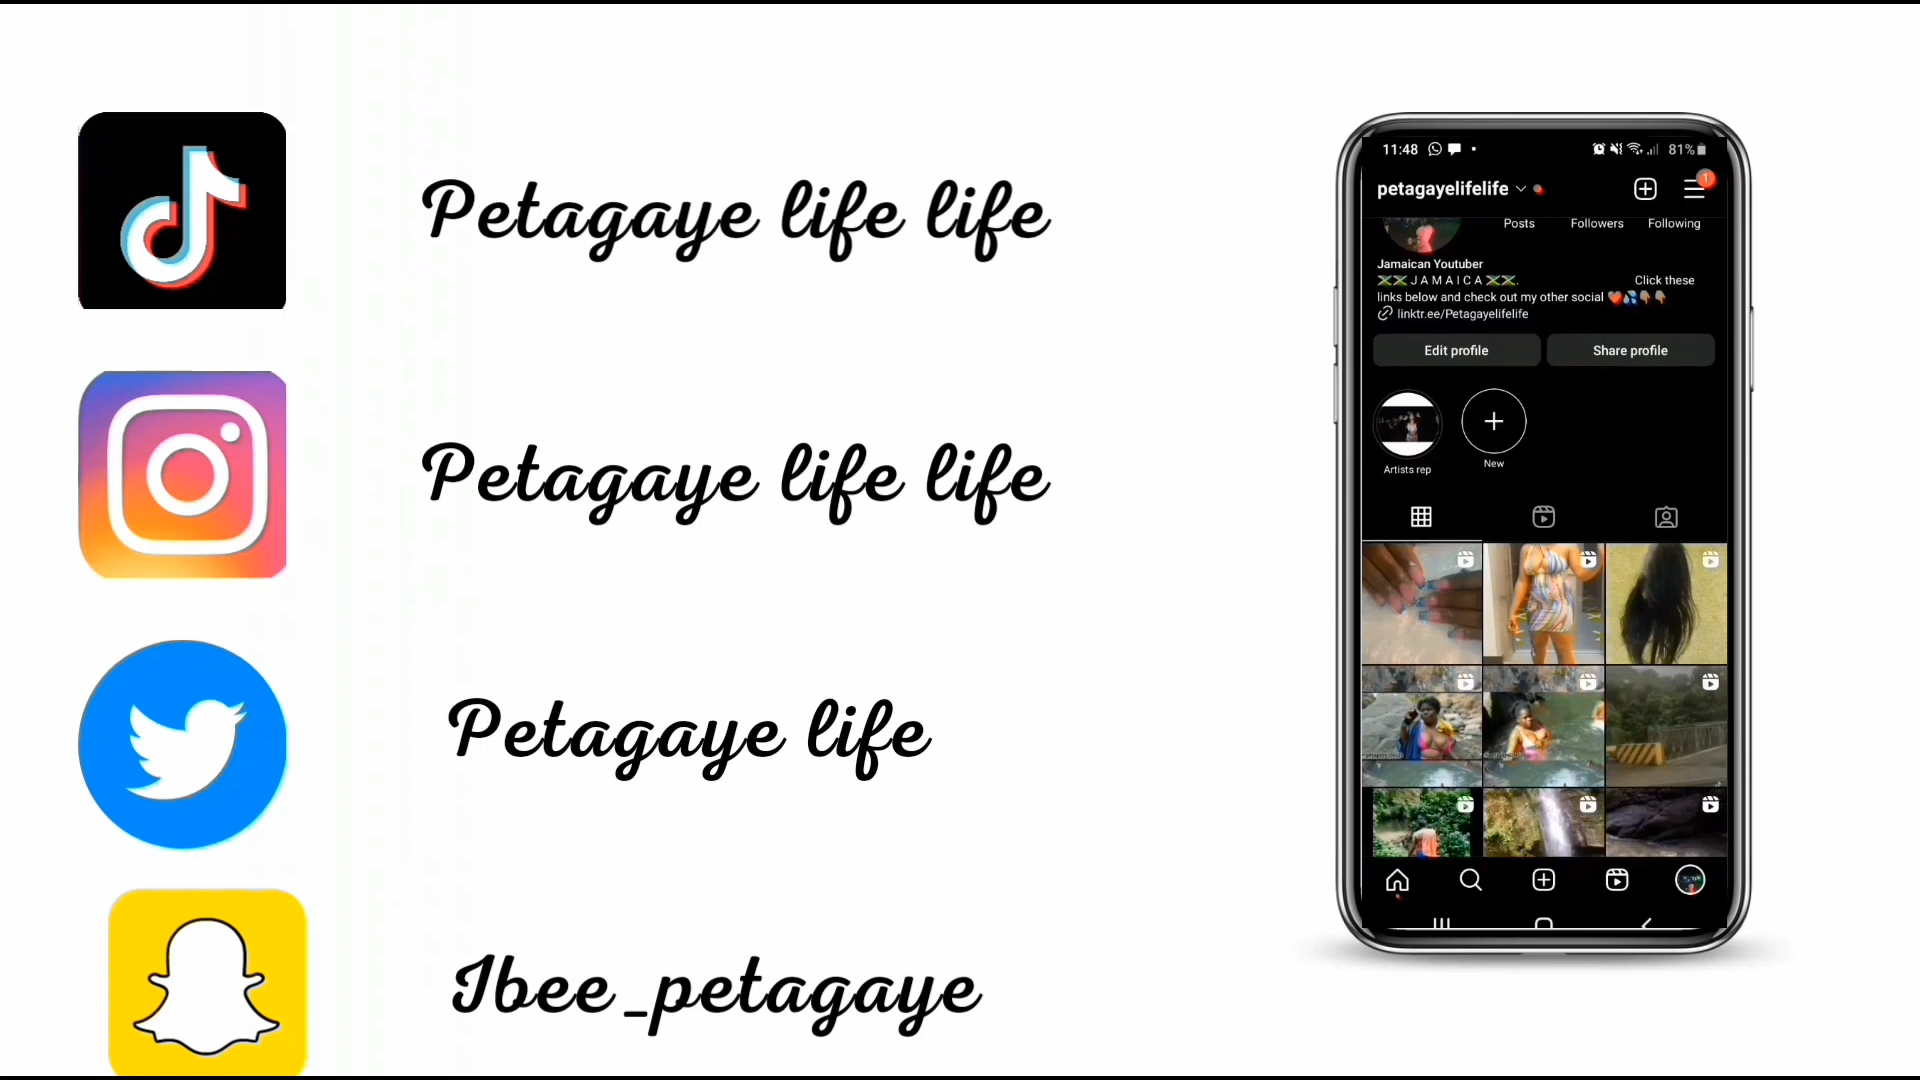 Petagaye life life
Petagaye life life
Petagaye life
Ibee_petagaye
11:48
81%
petagayelifelife
1
Posts Followers Following
Jamaican Youtuber
J A M A I C A . Click these
links below and check out my other social
linktr.ee/Petagayelifelife
Edit profile Share profile
Artists rep New